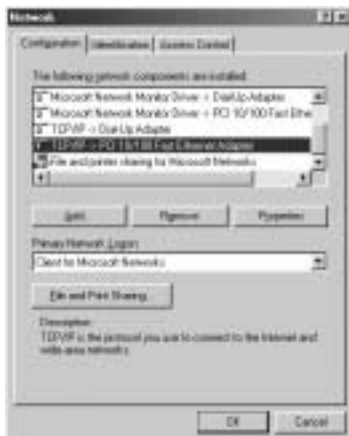 Network
Configuration Identification Access Control
The following network components are installed:
Microsoft Network Monitor Driver -> Dial-Up Adapter
Microsoft Network Monitor Driver -> PCI 10/100 Fast Ethe
TCP/IP -> Dial-Up Adapter
TCP/IP -> PCI 10/100 Fast Ethernet Adapter
File and printer sharing for Microsoft Networks
Add... Remove Properties
Primary Network Logon:
Client for Microsoft Networks
File and Print Sharing...
Description
TCP/IP is the protocol you use to connect to the Internet and
wide-area networks.
OK Cancel